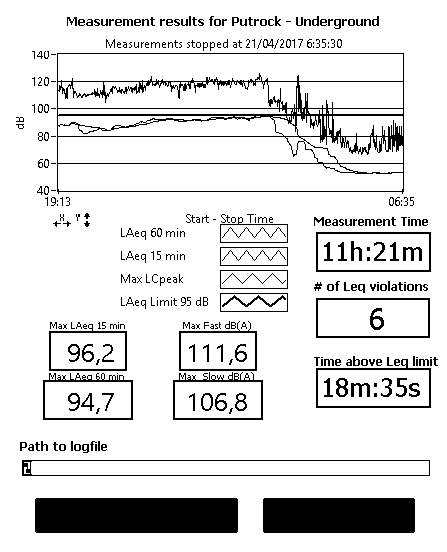 Measurement results for Putrock - Underground
Measurements stopped at 21/04/2017 6:35:30
140
120
100
80
60
40
dB
19:13
06:35
X Y
Start - Stop Time
LAeq 60 min
LAeq 15 min
Max LCpeak
LAeq Limit 95 dB
Measurement Time
11h:21m
# of Leq violations
6
Time above Leq limit
18m:35s
Max LAeq 15 min
96,2
Max Fast dB(A)
111,6
Max LAeq 60 min
94,7
Max Slow dB(A)
106,8
Path to logfile